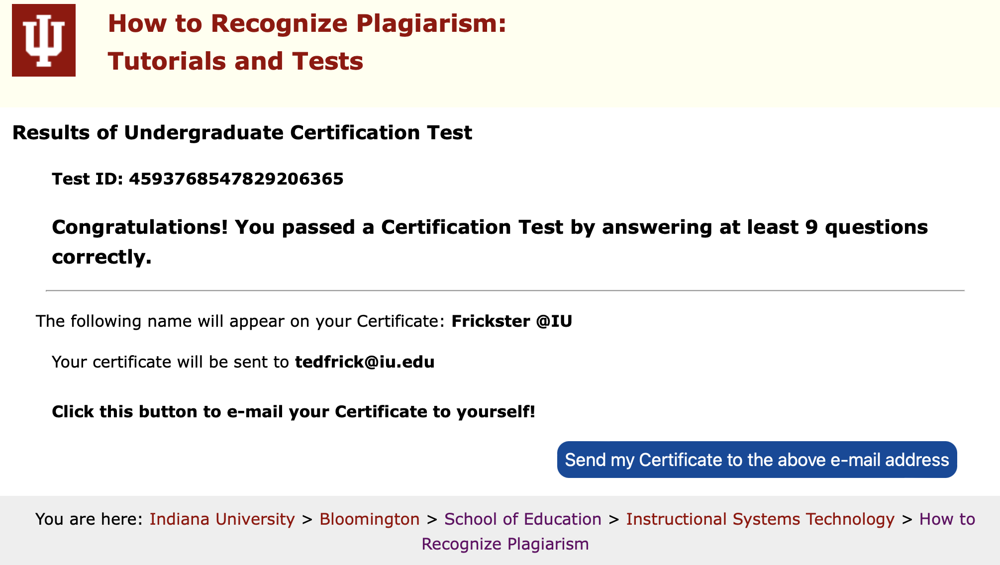 How to Recognize Plagiarism:
Tutorials and Tests
Results of Undergraduate Certification Test
Test ID: 4593768547829206365
Congratulations! You passed a Certification Test by answering at least 9 questions
correctly.
The following name will appear on your Certificate: Frickster @IU
Your certificate will be sent to tedfrick@iu.edu
Click this button to e-mail your Certificate to yourself!
Send my Certificate to the above e-mail address
You are here: Indiana University > Bloomington > School of Education > Instructional Systems Technology > How to
Recognize Plagiarism